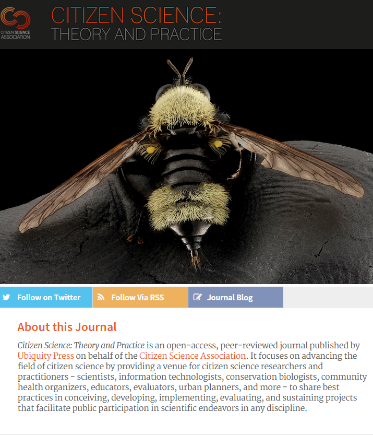 CITIZEN SCIENCE:
THEORY AND PRACTICE
CITIZEN SCIENCE
ASSOCIATION
Follow on Twitter
Follow Via RSS
Journal Blog
About this Journal
Citizen Science: Theory and Practice is an open-access, peer-reviewed journal published by
Ubiquity Press on behalf of the Citizen Science Association. It focuses on advancing the
field of citizen science by providing a venue for citizen science researchers and
practitioners - scientists, information technologists, conservation biologists, community
health organizers, educators, evaluators, urban planners, and more - to share best
practices in conceiving, developing, implementing, evaluating, and sustaining projects
that facilitate public participation in scientific endeavors in any discipline.